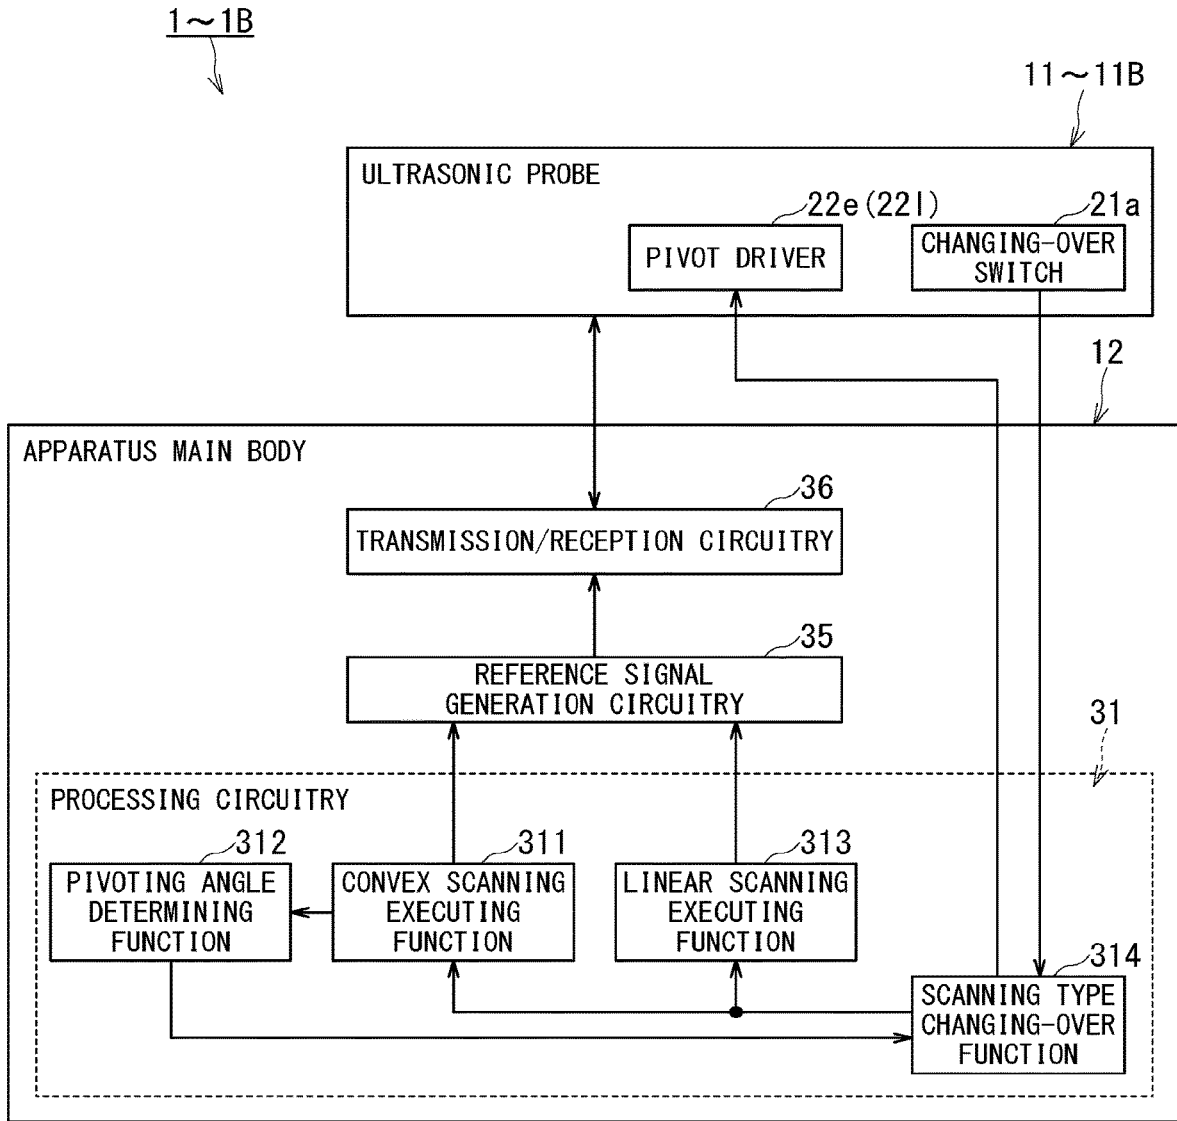 1～1B
11～11B
ULTRASONIC PROBE
22e(22l)
21a
PIVOT DRIVER
CHANGING-OVER
SWITCH
12
APPARATUS MAIN BODY
36
TRANSMISSION/RECEPTION CIRCUITRY
35
REFERENCE SIGNAL
GENERATION CIRCUITRY
31
PROCESSING CIRCUITRY
312
311
313
PIVOTING ANGLE
DETERMINING
FUNCTION
CONVEX SCANNING
EXECUTING
FUNCTION
LINEAR SCANNING
EXECUTING
FUNCTION
314
SCANNING TYPE
CHANGING-OVER
FUNCTION